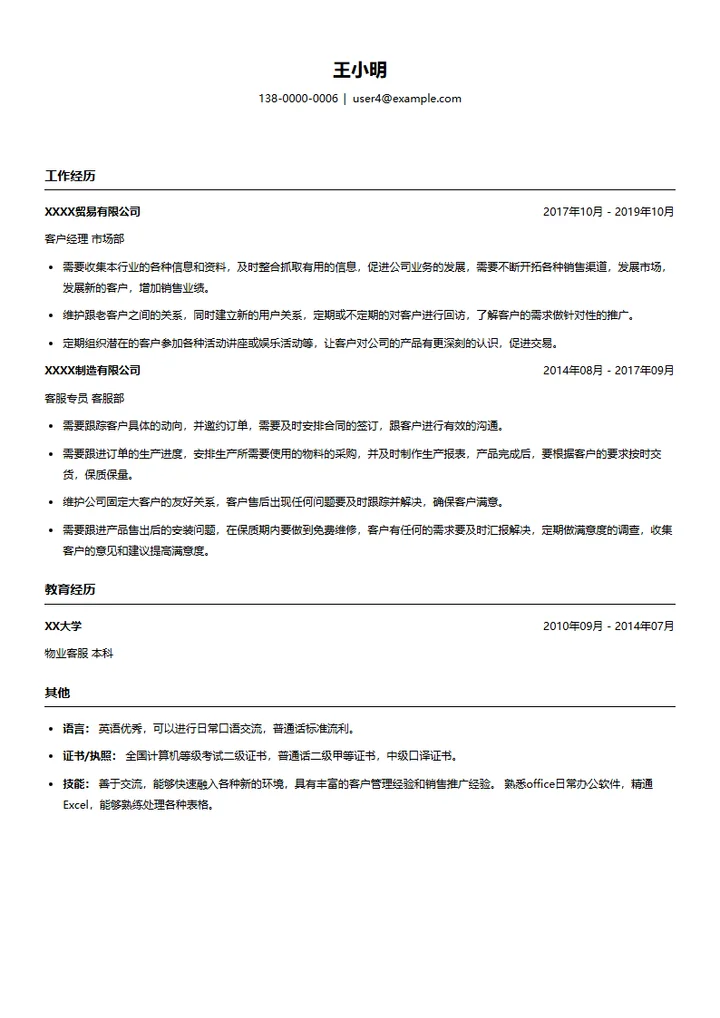 王小明
138-0000-0006 | user4@example.com
工作经历
XXXX贸易有限公司 2017年10月 - 2019年10月
客户经理 市场部
• 需要收集本行业的各种信息和资料，及时整合抓取有用的信息，促进公司业务的发展，需要不断开拓各种销售渠道，发展市场，
发展新的客户，增加销售业绩。
• 维护跟老客户之间的关系，同时建立新的用户关系，定期或不定期的对客户进行回访，了解客户的需求做针对性的推广。
• 定期组织潜在的客户参加各种活动讲座或娱乐活动等，让客户对公司的产品有更深刻的认识，促进交易。
XXXX制造有限公司 2014年08月 - 2017年09月
客服专员 客服部
• 需要跟踪客户具体的动向，并邀约订单，需要及时安排合同的签订，跟客户进行有效的沟通。
• 需要跟进订单的生产进度，安排生产所需要使用的物料的采购，并及时制作生产报表，产品完成后，要根据客户的要求按时交
货，保质保量。
• 维护公司固定大客户的友好关系，客户售后出现任何问题要及时跟踪并解决，确保客户满意。
• 需要跟进产品售出后的安装问题，在保质期内要做到免费维修，客户有任何的需求要及时汇报解决，定期做满意度的调查，收集
客户的意见和建议提高满意度。
教育经历
XX大学 2010年09月 - 2014年07月
物业客服 本科
其他
• 语言： 英语优秀，可以进行日常口语交流，普通话标准流利。
• 证书/执照： 全国计算机等级考试二级证书，普通话二级甲等证书，中级口译证书。
• 技能： 善于交流，能够快速融入各种新的环境，具有丰富的客户管理经验和销售推广经验。 熟悉office日常办公软件，精通
Excel，能够熟练处理各种表格。